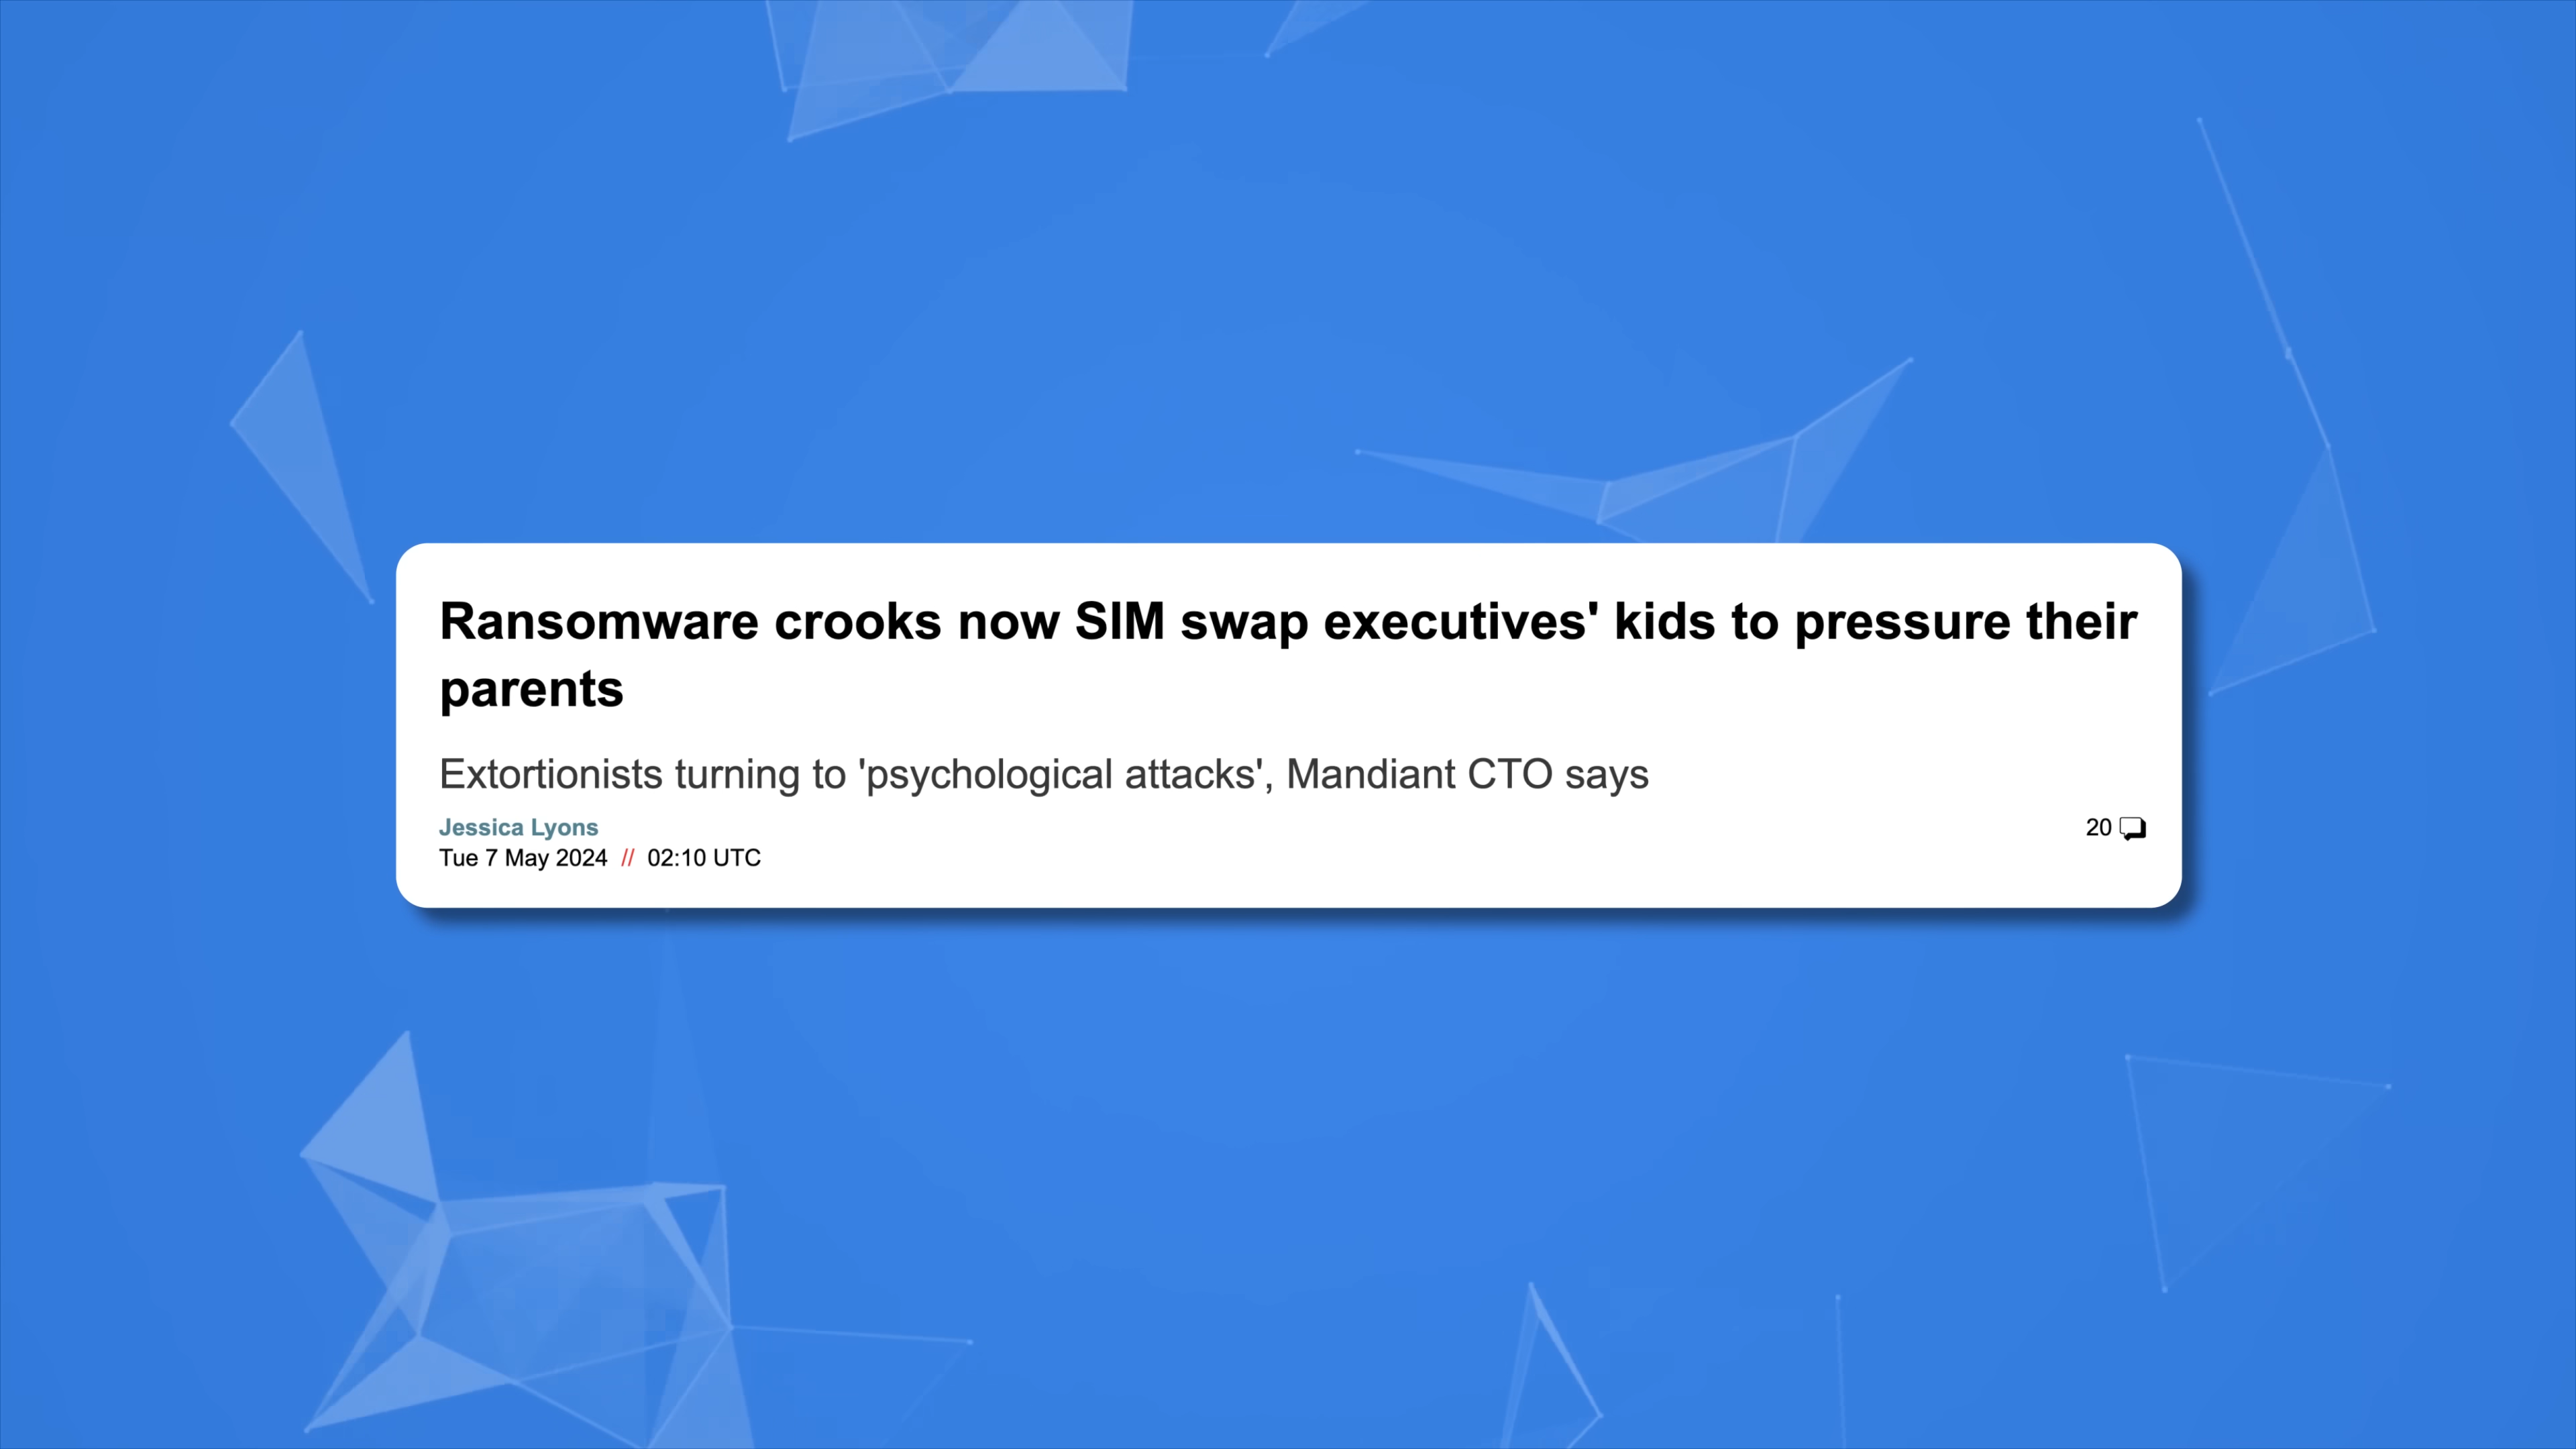 Ransomware crooks now SIM swap executives' kids to pressure their
parents
Extortionists turning to 'psychological attacks', Mandiant CTO says
Jessica Lyons
20
Tue 7 May 2024 // 02:10 UTC